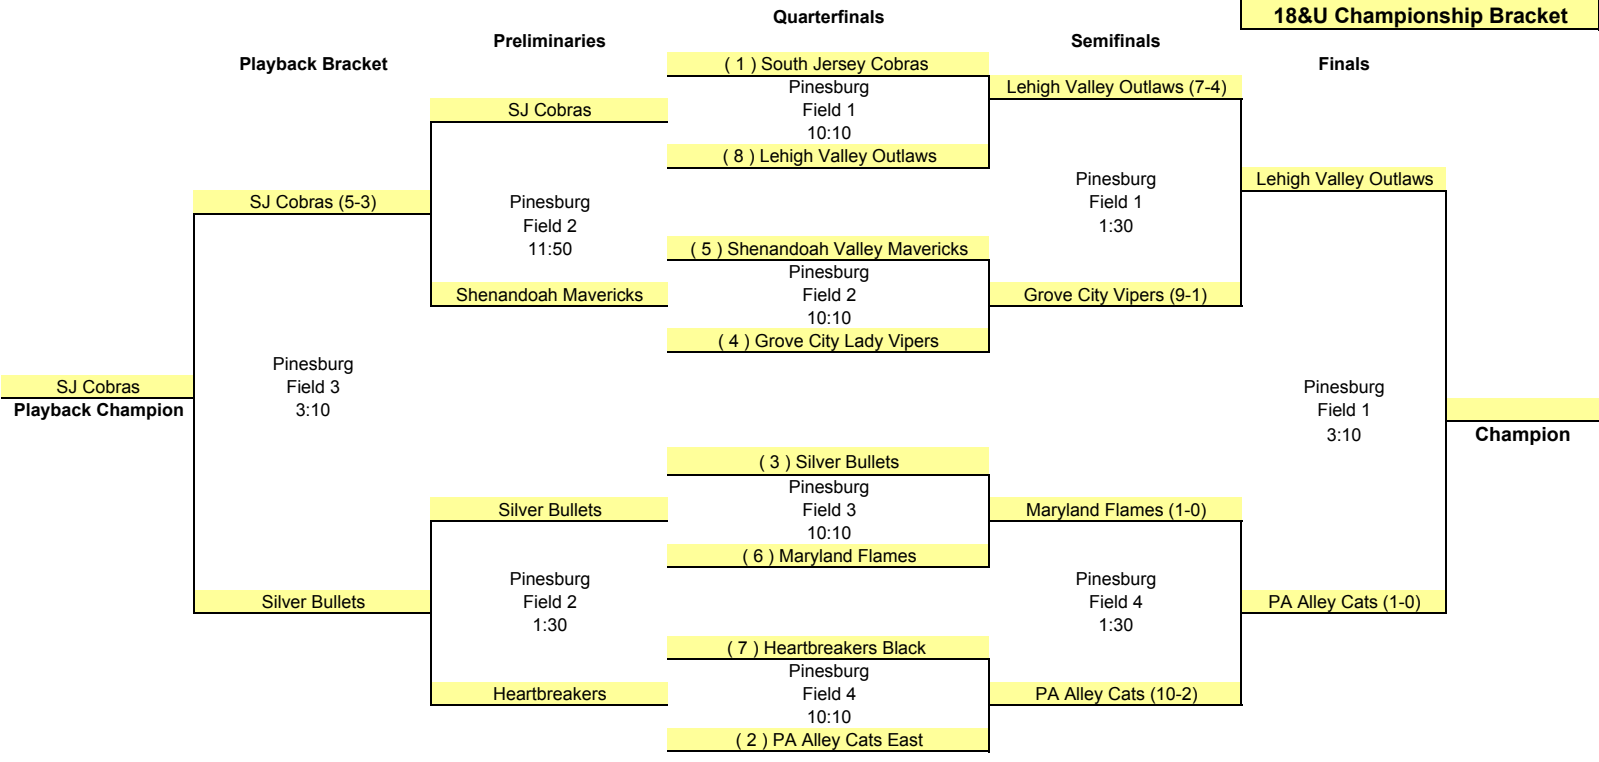 18&U Championship Bracket
Quarterfinals
Preliminaries
Semifinals
Playback Bracket
( 1 ) South Jersey Cobras
Finals
Pinesburg
Lehigh Valley Outlaws (7-4)
SJ Cobras
Field 1
10:10
( 8 ) Lehigh Valley Outlaws
Pinesburg
Lehigh Valley Outlaws
SJ Cobras (5-3)
Pinesburg
Field 1
Field 2
1:30
11:50
( 5 ) Shenandoah Valley Mavericks
Pinesburg
Shenandoah Mavericks
Field 2
Grove City Vipers (9-1)
10:10
( 4 ) Grove City Lady Vipers
Pinesburg
SJ Cobras
Field 3
Pinesburg
Playback Champion
3:10
Field 1
3:10
Champion
( 3 ) Silver Bullets
Pinesburg
Silver Bullets
Field 3
Maryland Flames (1-0)
10:10
( 6 ) Maryland Flames
Pinesburg
Pinesburg
Silver Bullets
Field 2
Field 4
PA Alley Cats (1-0)
1:30
1:30
( 7 ) Heartbreakers Black
Pinesburg
Heartbreakers
Field 4
PA Alley Cats (10-2)
10:10
( 2 ) PA Alley Cats East